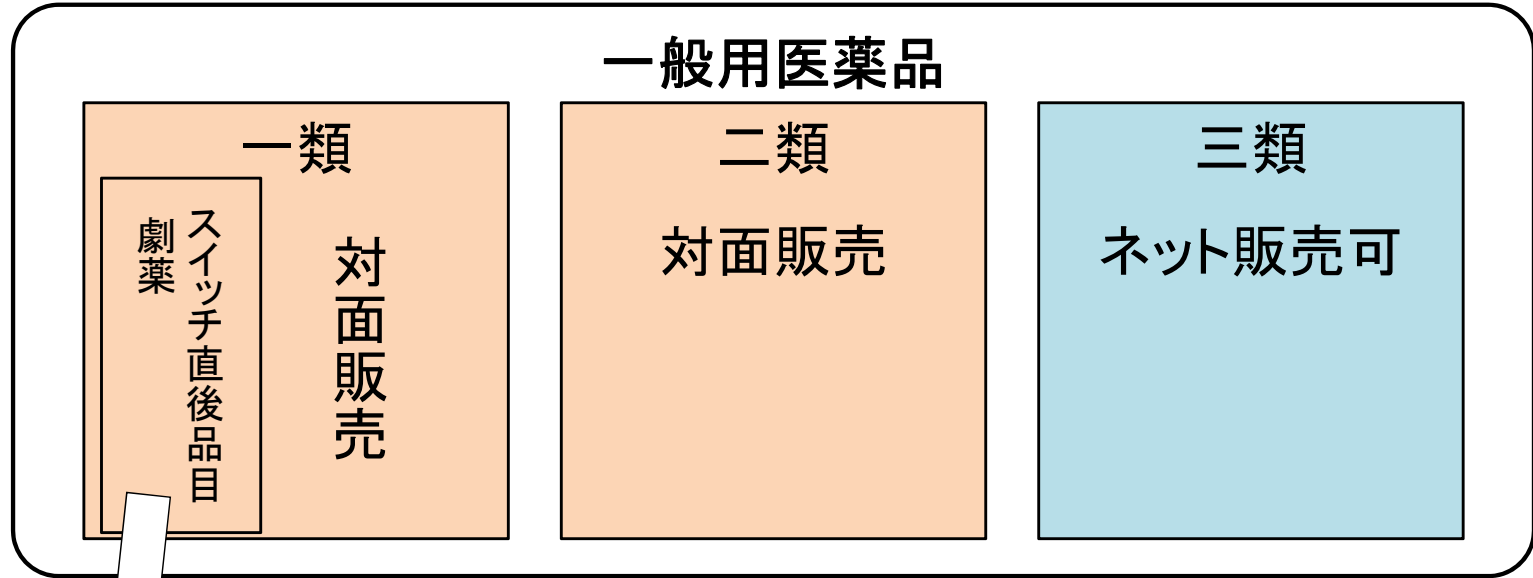 一般用医薬品
一類
スイッチ直後品目
劇薬
対面販売
二類
対面販売
三類
ネット販売可